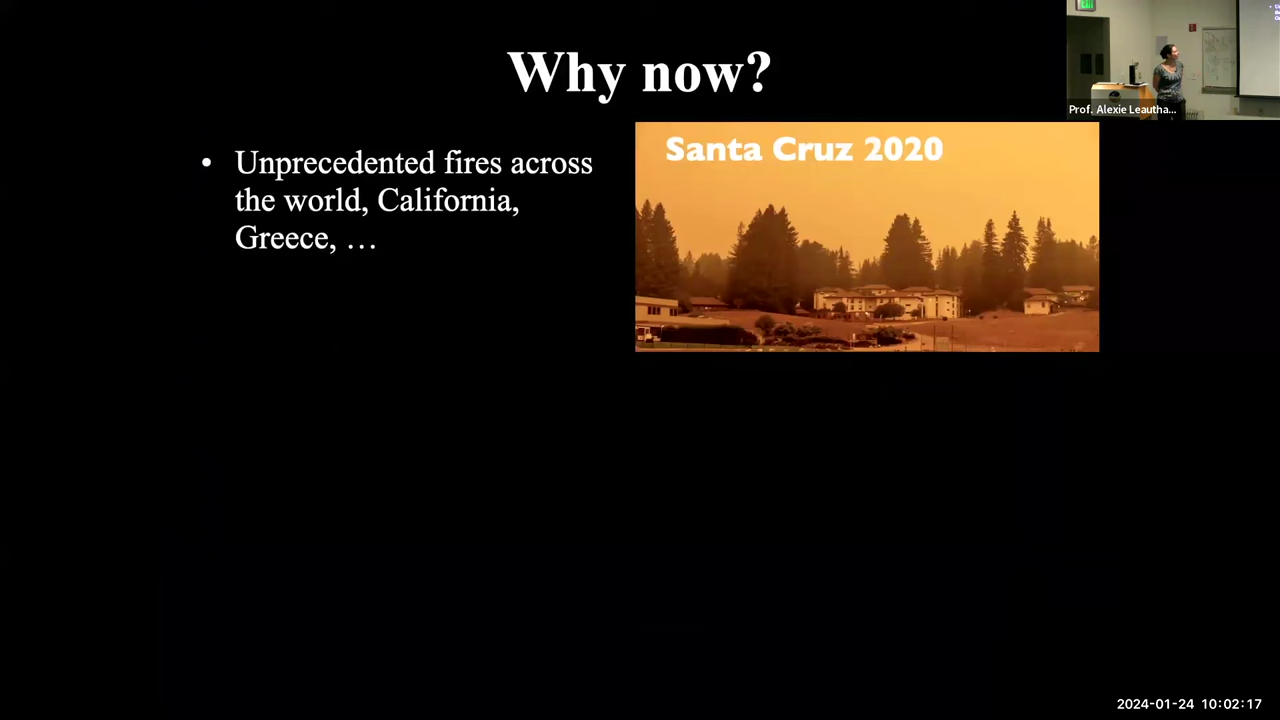 Why now?
Prof. Alexie Leautha...
• Unprecedented fires across
the world, California,
Greece, …
Santa Cruz 2020
2024-01-24 10:02:17